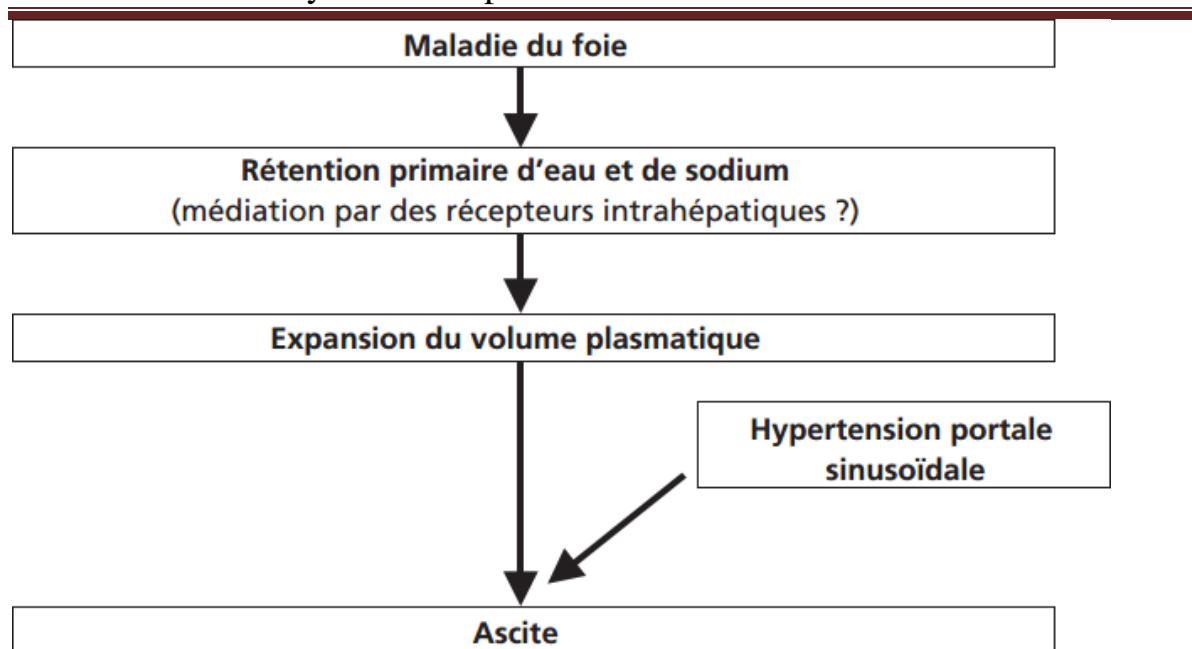 Maladie du foie
Rétention primaire d'eau et de sodium
(médiation par des récepteurs intrahépatiques ?)
Expansion du volume plasmatique
Hypertension portale
sinusoïdale
Ascite